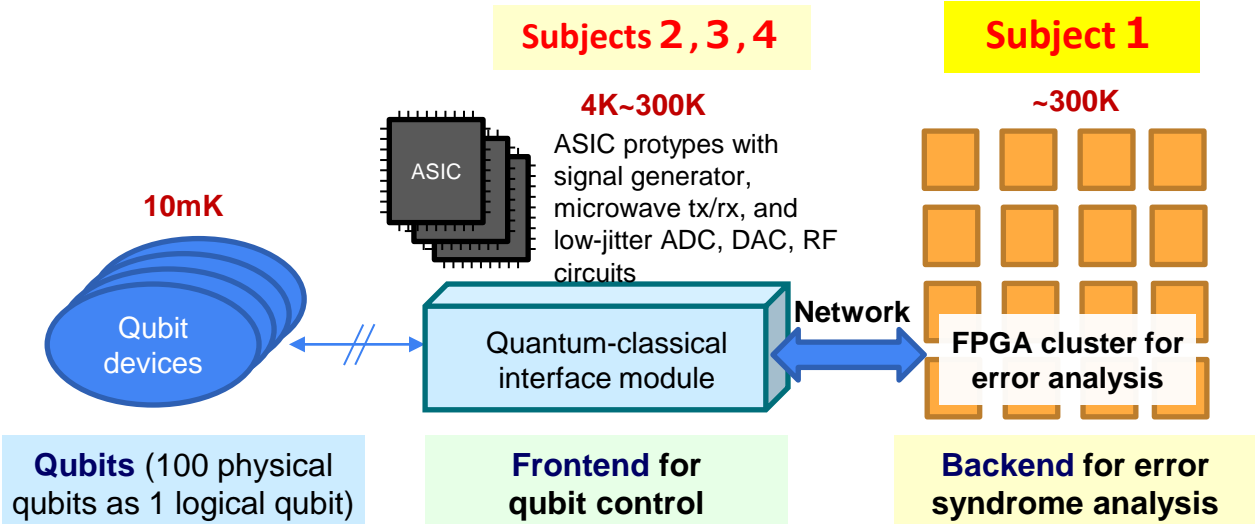 Subjects 2, 3, 4
Subject 1
4K~300K
~300K
ASIC
ASIC protypes with
signal generator,
microwave tx/rx, and
low-jitter ADC, DAC, RF
circuits
10mK
Qubit
devices
Quantum-classical
interface module
Network
FPGA cluster for
error analysis
Qubits (100 physical
qubits as 1 logical qubit)
Frontend for
qubit control
Backend for error
syndrome analysis